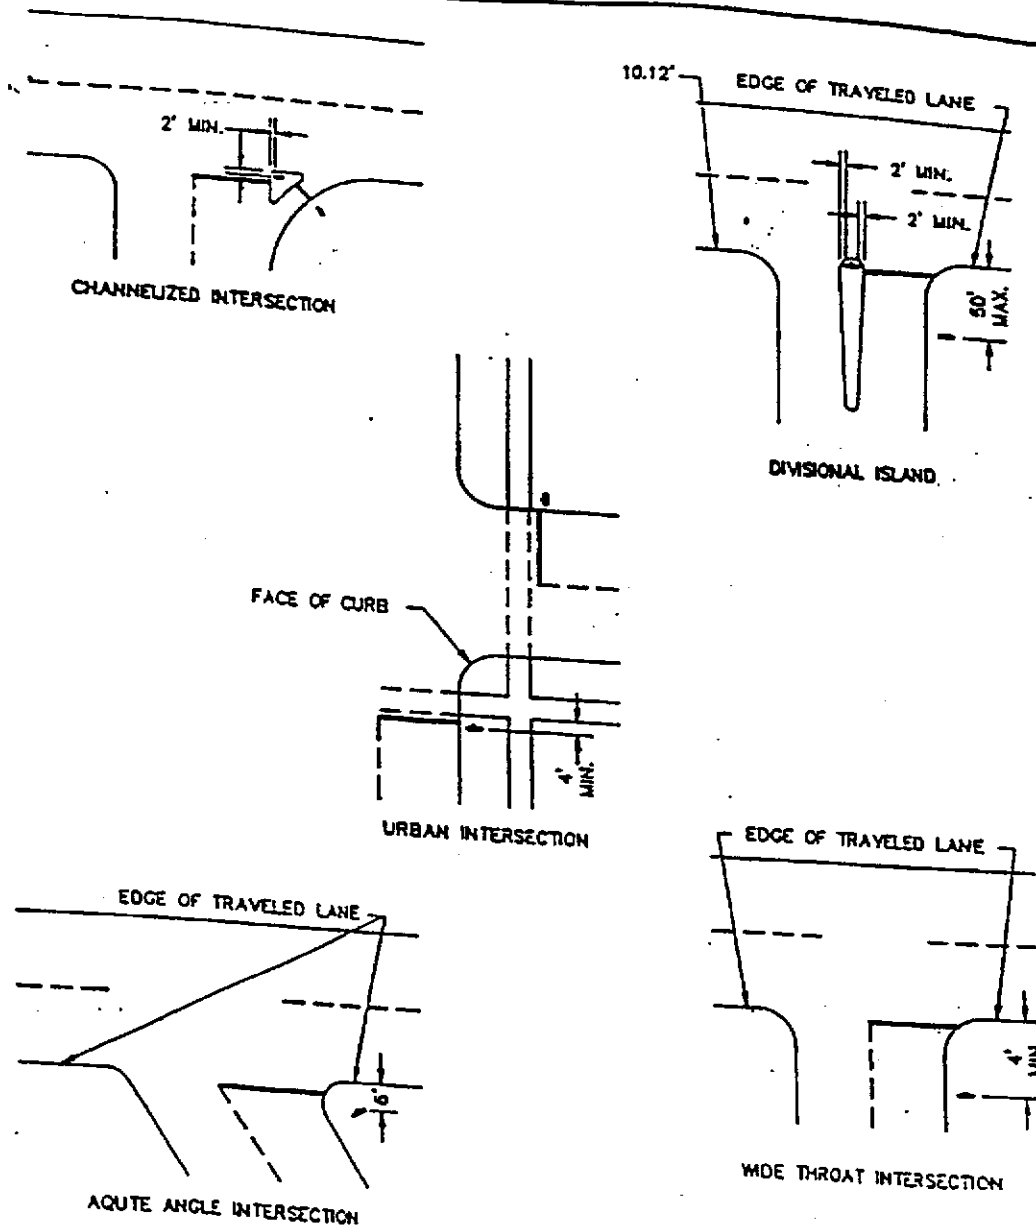 10.12'
EDGE OF TRAVELED LANE
2' MIN.
2' MIN.
2' MIN.
50'
MAX.
CHANNELIZED INTERSECTION
DIVISIONAL ISLAND
FACE OF CURB
4'
MIN.
URBAN INTERSECTION
EDGE OF TRAVELED LANE
EDGE OF TRAVELED LANE
6'
4'
MIN
AQUTE ANGLE INTERSECTION
WIDE THROAT INTERSECTION